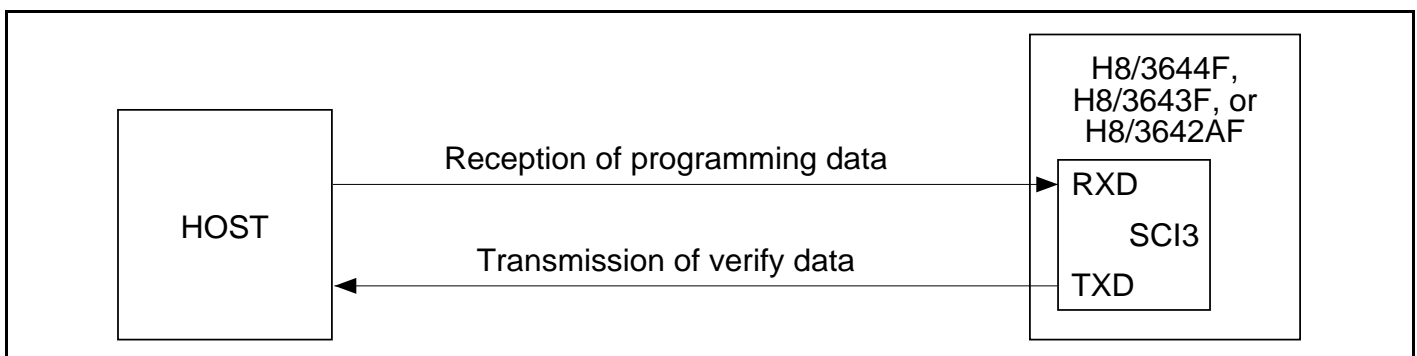 H8/3644F,
H8/3643F, or
H8/3642AF
Reception of programming data
RXD
HOST
SCI3
Transmission of verify data
TXD